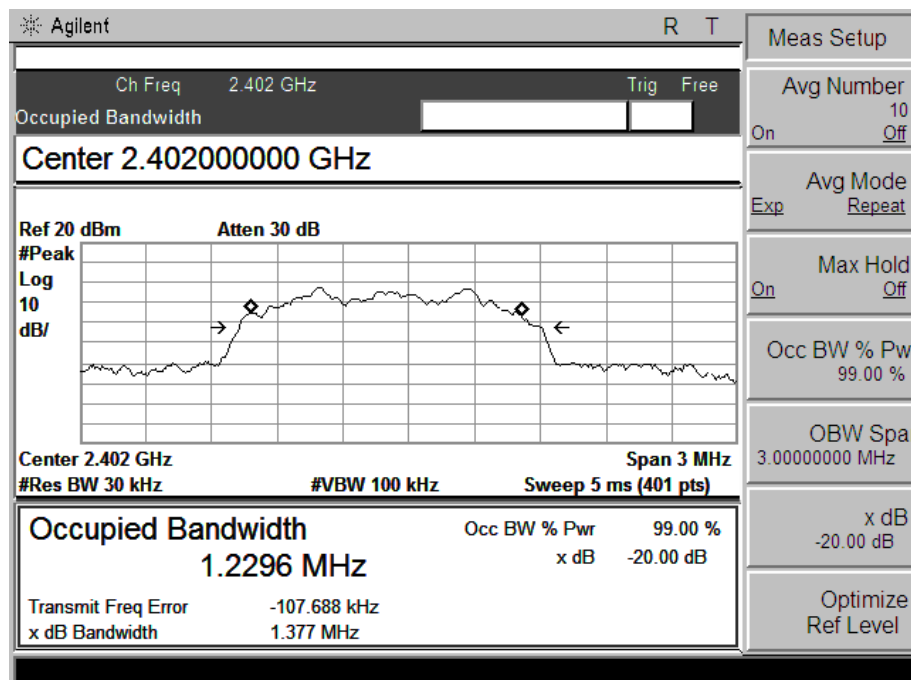 Agilent R T
Ch Freq 2.402 GHz Trig Free
Occupied Bandwidth
Center 2.402000000 GHz
Ref 20 dBm Atten 30 dB
#Peak
Log
10
dB/
Center 2.402 GHz Span 3 MHz
#Res BW 30 kHz #VBW 100 kHz Sweep 5 ms (401 pts)
Occupied Bandwidth Occ BW % Pwr 99.00 %
1.2296 MHz x dB -20.00 dB
Transmit Freq Error -107.688 kHz
x dB Bandwidth 1.377 MHz
Meas Setup
Avg Number
10
On Off
Avg Mode
Exp Repeat
Max Hold
On Off
Occ BW % Pw
99.00 %
OBW Spa
3.00000000 MHz
x dB
-20.00 dB
Optimize
Ref Level